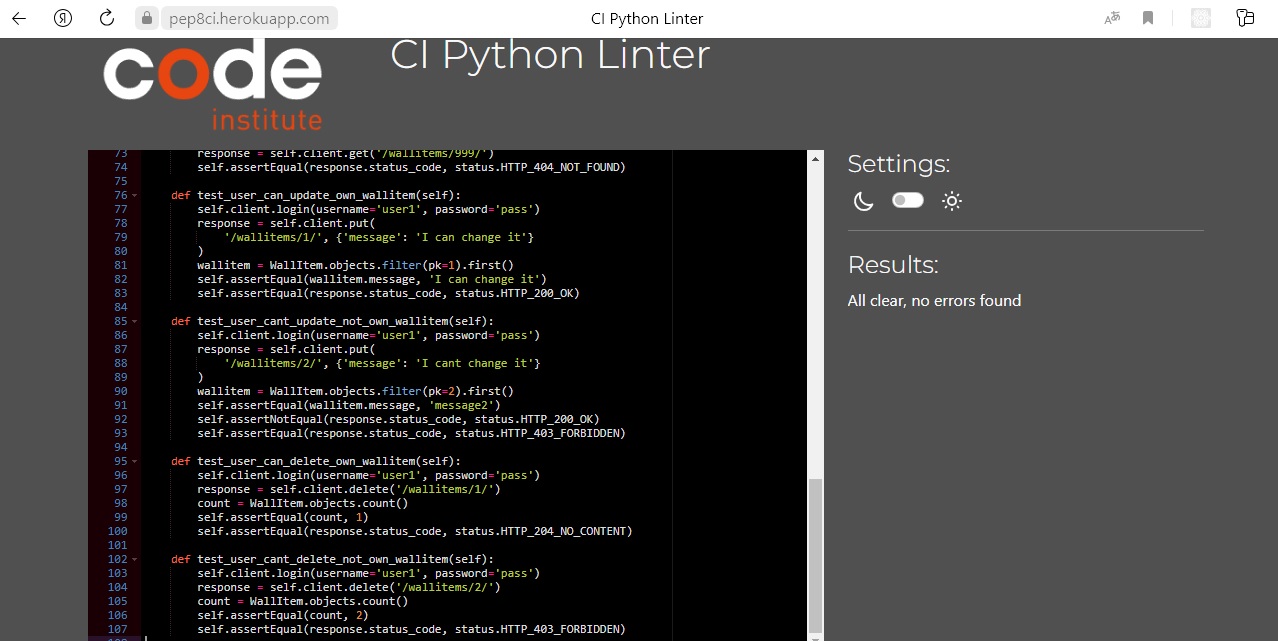 pep8ci.herokuapp.com
CI Python Linter
code
institute
CI Python Linter
73 response = self.client.get('/wallitems/999/')
74 self.assertEqual(response.status_code, status.HTTP_404_NOT_FOUND)
75
76 def test_user_can_update_own_wallitem(self):
77 self.client.login(username='user1', password='pass')
78 response = self.client.put(
79 '/wallitems/1/', {'message': 'I can change it'}
80 )
81 wallitem = WallItem.objects.filter(pk=1).first()
82 self.assertEqual(wallitem.message, 'I can change it')
83 self.assertEqual(response.status_code, status.HTTP_200_OK)
84
85 def test_user_cant_update_not_own_wallitem(self):
86 self.client.login(username='user1', password='pass')
87 response = self.client.put(
88 '/wallitems/2/', {'message': 'I cant change it'}
89 )
90 wallitem = WallItem.objects.filter(pk=2).first()
91 self.assertEqual(wallitem.message, 'message2')
92 self.assertNotEqual(response.status_code, status.HTTP_200_OK)
93 self.assertEqual(response.status_code, status.HTTP_403_FORBIDDEN)
94
95 def test_user_can_delete_own_wallitem(self):
96 self.client.login(username='user1', password='pass')
97 response = self.client.delete('/wallitems/1/')
98 count = WallItem.objects.count()
99 self.assertEqual(count, 1)
100 self.assertEqual(response.status_code, status.HTTP_204_NO_CONTENT)
101
102 def test_user_cant_delete_not_own_wallitem(self):
103 self.client.login(username='user1', password='pass')
104 response = self.client.delete('/wallitems/2/')
105 count = WallItem.objects.count()
106 self.assertEqual(count, 2)
107 self.assertEqual(response.status_code, status.HTTP_403_FORBIDDEN)
Settings:
Results:
All clear, no errors found